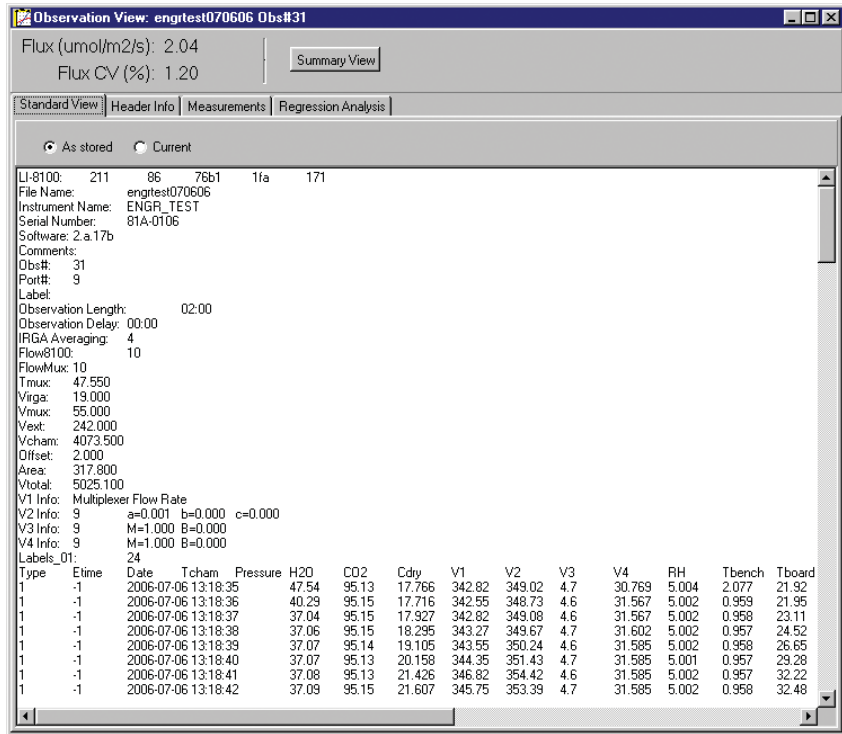 Observation View: engrtest070606 Obs#31
Flux (umol/m2/s): 2.04
Flux CV (%): 1.20
Summary View
Standard View Header Info Measurements Regression Analysis
As stored Current
LI-8100: 211 86 76b1 1fa 171
File Name: engrtest070606
Instrument Name: ENGR_TEST
Serial Number: 81A-0106
Software: 2.a.17b
Comments:
Obs#: 31
Port#: 9
Label:
Observation Length: 02:00
Observation Delay: 00:00
IRGA Averaging: 4
Flow8100: 10
FlowMux: 10
Tmux: 47.550
Virga: 19.000
Vmux: 55.000
Vext: 242.000
Vcham: 4073.500
Offset: 2.000
Area: 317.800
Vtotal: 5025.100
V1 Info: Multiplexer Flow Rate
V2 Info: 9 a=0.001 b=0.000 c=0.000
V3 Info: 9 M=1.000 B=0.000
V4 Info: 9 M=1.000 B=0.000
Labels_01: 24
Type Etime Date Tcham Pressure H2O CO2 Cdry V1 V2 V3 V4 RH Tbench Tboard
1 -1 2006-07-06 13:18:35 47.54 95.13 17.766 342.82 349.02 4.7 30.769 5.004 2.077 21.92
1 -1 2006-07-06 13:18:36 40.29 95.15 17.716 342.55 348.73 4.6 31.567 5.002 0.959 21.95
1 -1 2006-07-06 13:18:37 37.04 95.15 17.927 342.82 349.08 4.6 31.567 5.002 0.958 23.11
1 -1 2006-07-06 13:18:38 37.06 95.15 18.295 343.27 349.67 4.7 31.602 5.002 0.957 24.52
1 -1 2006-07-06 13:18:39 37.07 95.14 19.105 343.55 350.24 4.6 31.585 5.002 0.958 26.65
1 -1 2006-07-06 13:18:40 37.07 95.13 20.158 344.35 351.43 4.7 31.585 5.001 0.957 29.28
1 -1 2006-07-06 13:18:41 37.08 95.13 21.426 346.82 354.42 4.6 31.585 5.002 0.957 32.22
1 -1 2006-07-06 13:18:42 37.09 95.15 21.607 345.75 353.39 4.7 31.585 5.002 0.958 32.48